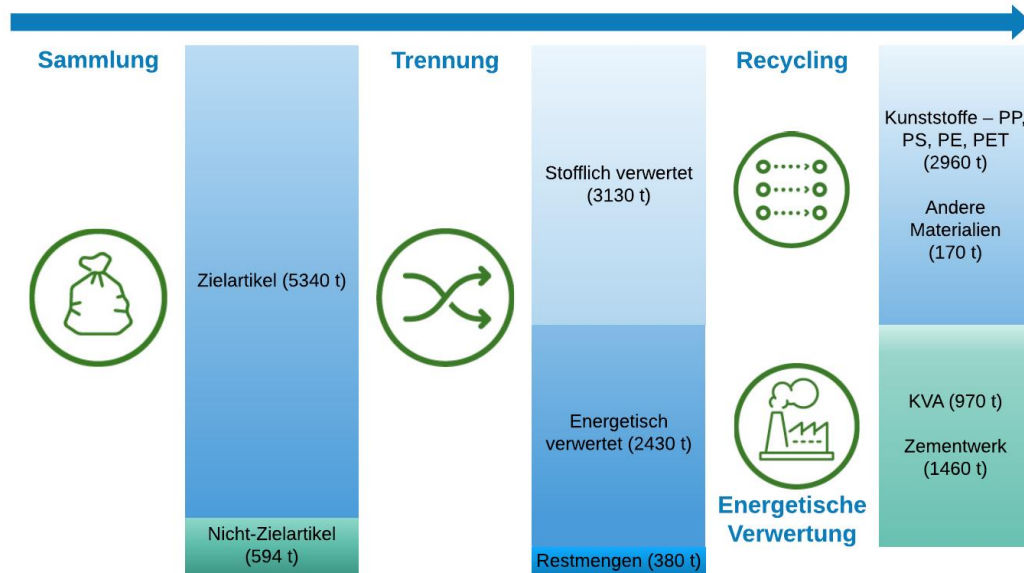 Sammlung
Zielartikel (5340 t)
Nicht-Zielartikel
(594 t)
Trennung
Stofflich verwertet
(3130 t)
Energetisch
verwertet (2430 t)
Restmengen (380 t)
Recycling
Kunststoffe – PP,
PS, PE, PET
(2960 t)
Andere
Materialien
(170 t)
Energetische
Verwertung
KVA (970 t)
Zementwerk
(1460 t)